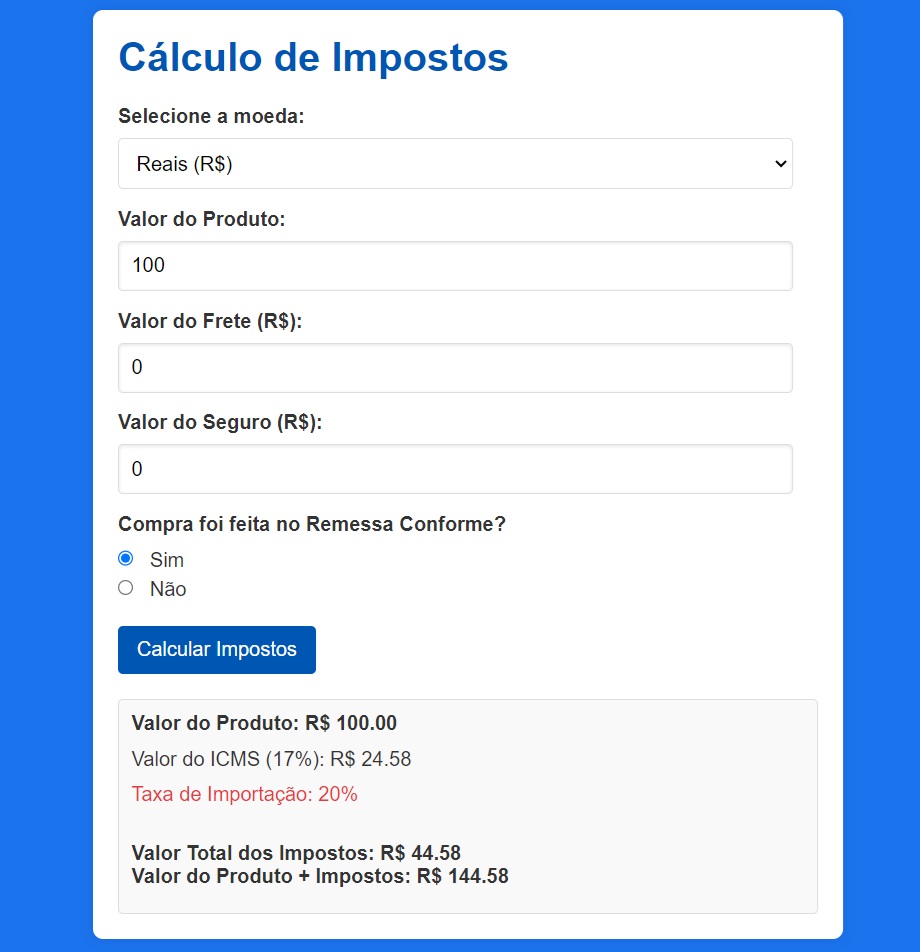 Cálculo de Impostos
Selecione a moeda:
Reais (R$)
Valor do Produto:
100
Valor do Frete (R$):
0
Valor do Seguro (R$):
0
Compra foi feita no Remessa Conforme?
Sim
Não
Calcular Impostos
Valor do Produto: R$ 100.00
Valor do ICMS (17%): R$ 24.58
Taxa de Importação: 20%
Valor Total dos Impostos: R$ 44.58
Valor do Produto + Impostos: R$ 144.58